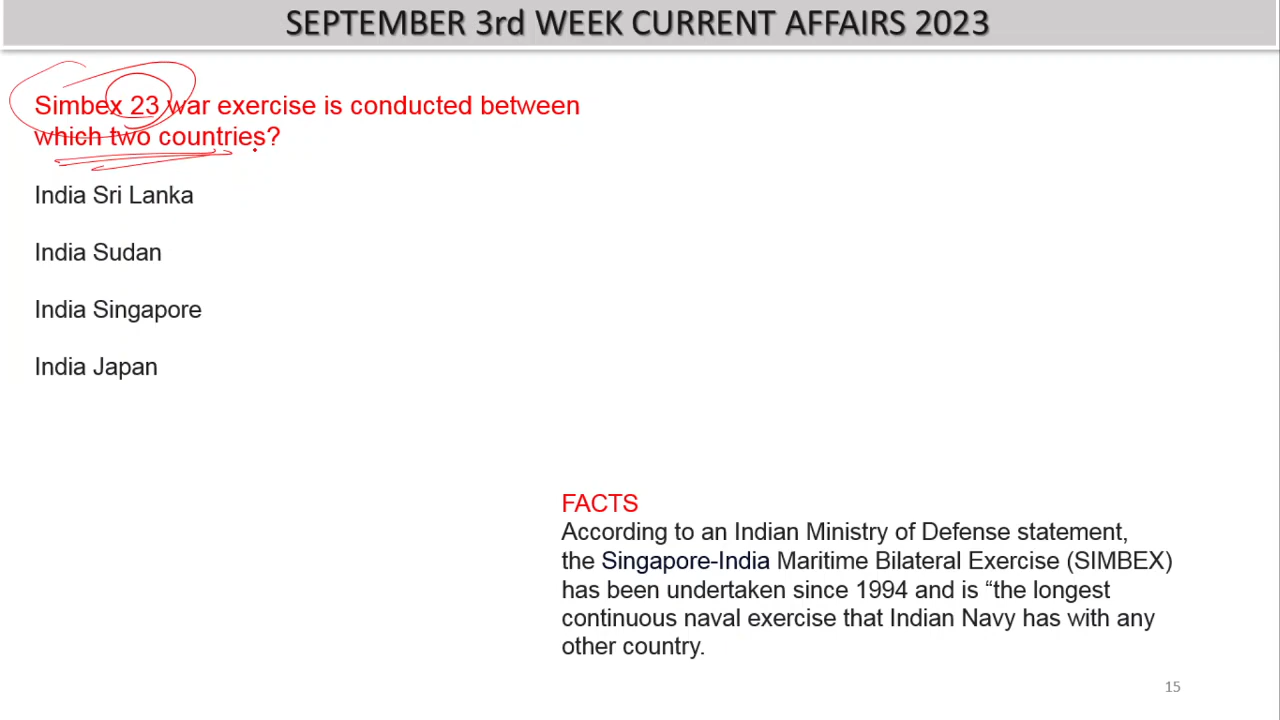 SEPTEMBER 3rd WEEK CURRENT AFFAIRS 2023
Simbex 23 war exercise is conducted between
which two countries?
India Sri Lanka
India Sudan
India Singapore
India Japan
FACTS
According to an Indian Ministry of Defense statement,
the Singapore-India Maritime Bilateral Exercise (SIMBEX)
has been undertaken since 1994 and is “the longest
continuous naval exercise that Indian Navy has with any
other country.
15